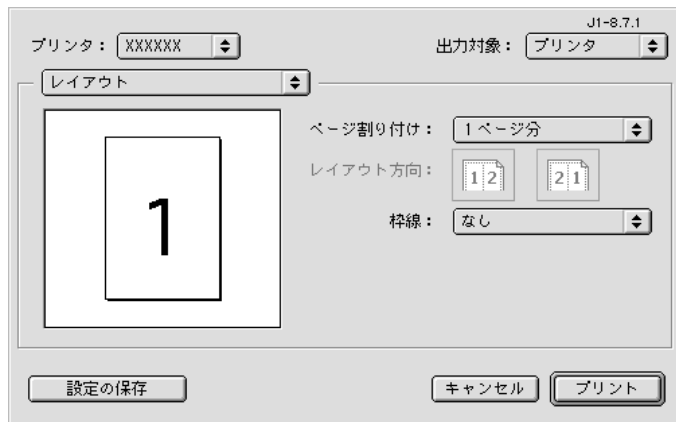 J1-8.7.1
プリンタ： XXXXXX 出力対象： プリンタ
レイアウト
ページ割り付け： 1 ページ分
レイアウト方向： 1 2 2 1
枠線： なし
1
設定の保存 キャンセル プリント